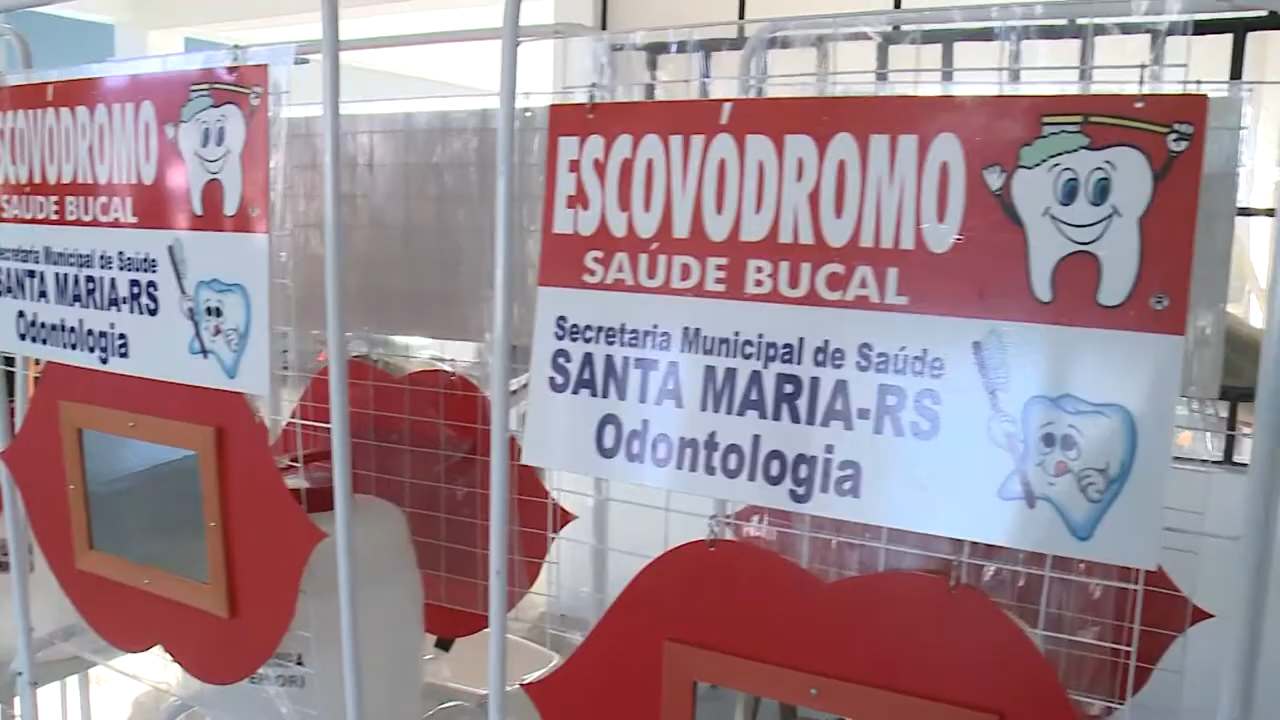 SCOVÓDROMO
SAÚDE BUCAL
Secretaria Municipal de Saúde
SANTA MARIA-RS
Odontologia
ESCOVÓDROMO
SAÚDE BUCAL
®
Secretaria Municipal de Saúde
SANTA MARIA-RS
Odontologia